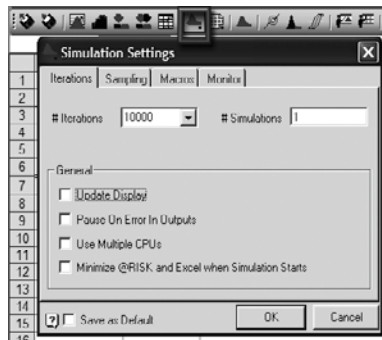 Simulation Settings
Iterations Sampling Macros Monitor
1
2
3
4
5
6
7
8
9
10
11
12
13
14
15
16
# Iterations 10000 # Simulations 1
General
Update Display
Pause On Error In Outputs
Use Multiple CPUs
Minimize @RISK and Excel when Simulation Starts
Save as Default OK Cancel